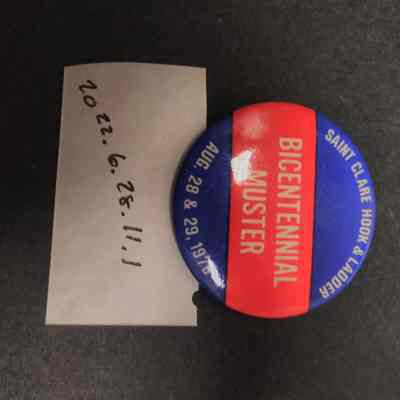 2022.6.28.11.1
SAINT CLARE HOOK & LADDER
BICENTENNIAL
MUSTER
AUG. 28 & 29, 1976